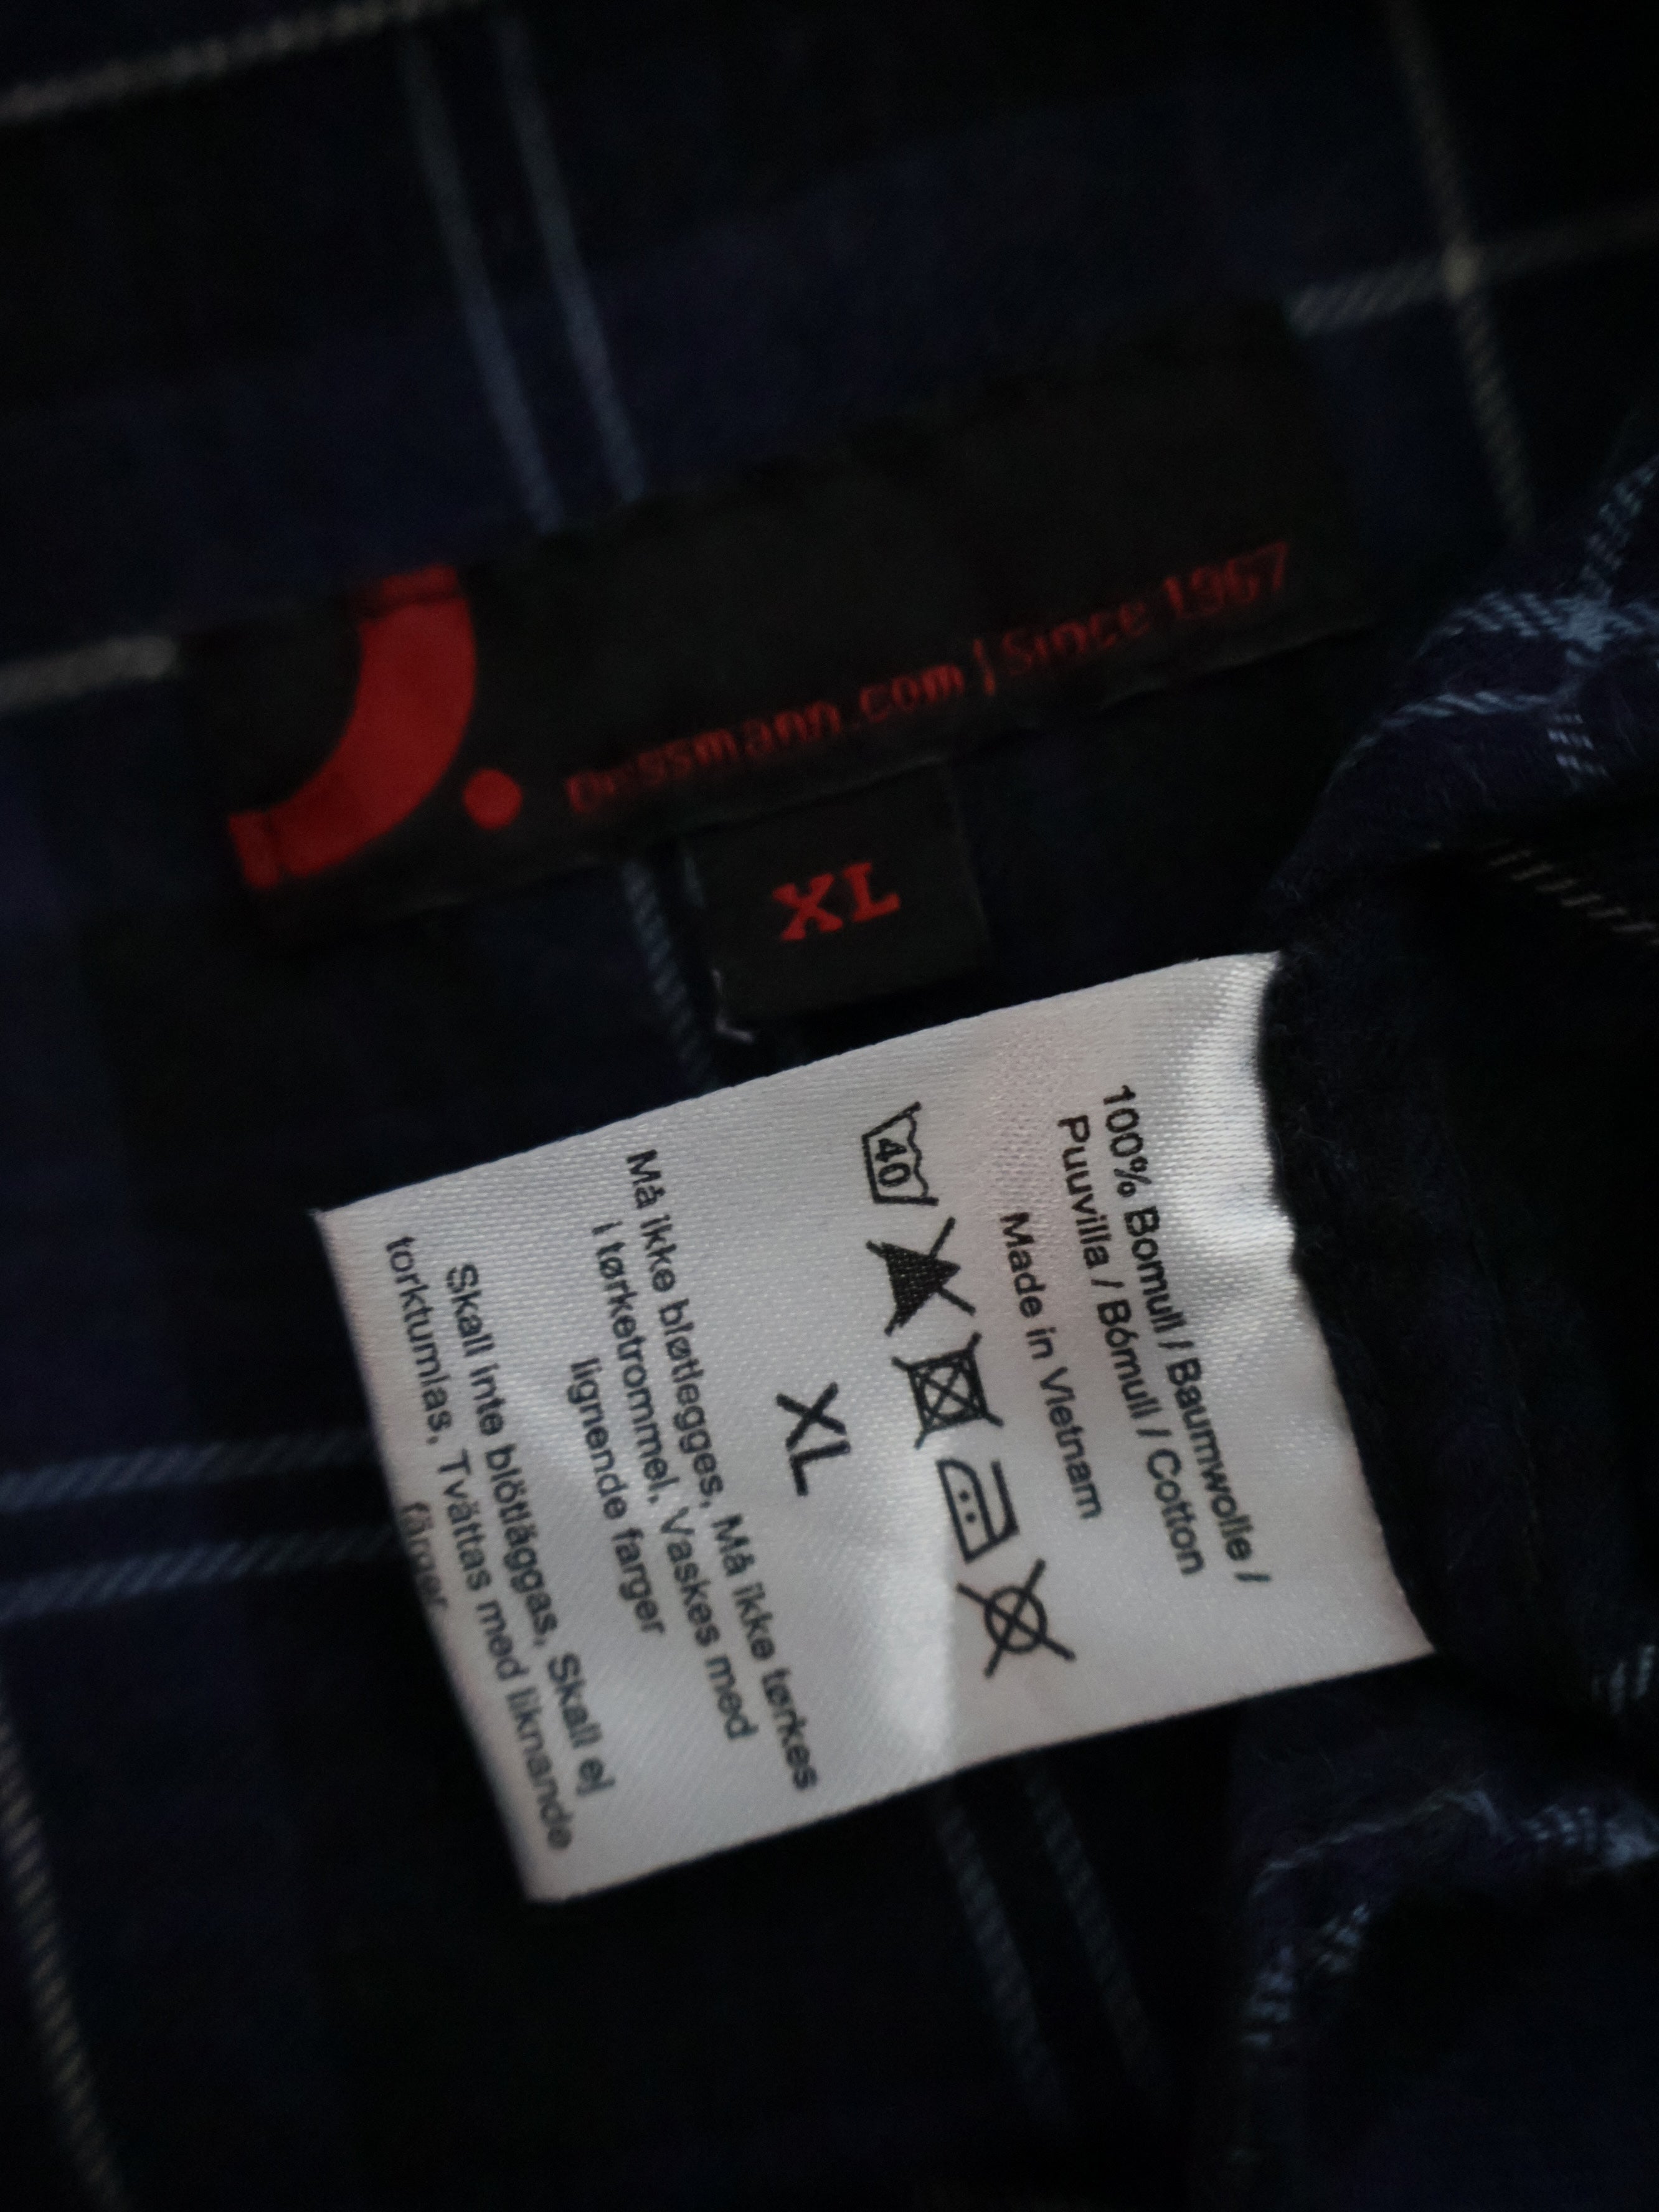 Dressmann.com | Since 1967
XL
100% Bomull / Baumwolle /
Puuvilla / Bómull / Cotton
Made in Vietnam
40
XL
Må ikke bløtlegges, Må ikke tørkes
i tørketrommel, Vaskes med
lignende farger
Skall inte blötläggas, Skall ej
torktumlas, Tvättas med liknande
färger